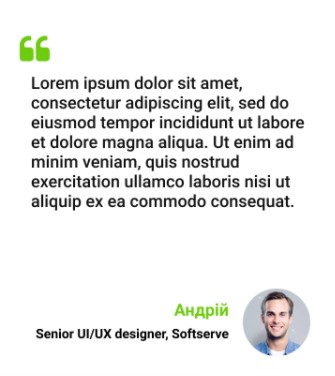 Lorem ipsum dolor sit amet,
consectetur adipiscing elit, sed do
eiusmod tempor incididunt ut labore
et dolore magna aliqua. Ut enim ad
minim veniam, quis nostrud
exercitation ullamco laboris nisi ut
aliquip ex ea commodo consequat.
Андрій
Senior UI/UX designer, Softserve